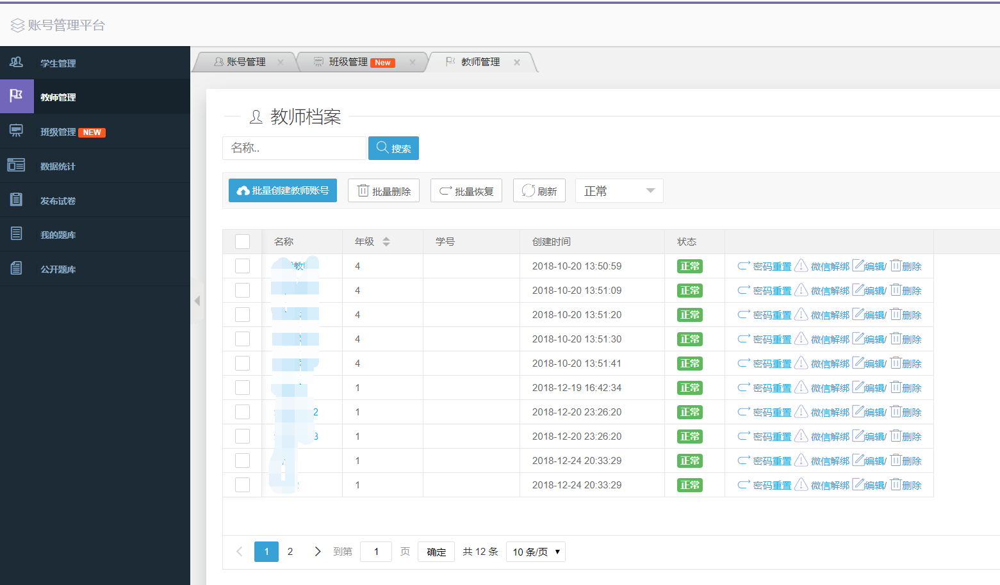 账号管理平台
学生管理
教师管理
班级管理 NEW
数据统计
发布试卷
我的题库
公开题库
账号管理 班级管理 New 教师管理
教师档案
名称.. 搜索
批量创建教师账号 批量删除 批量恢复 刷新 正常
名称 年级 学号 创建时间 状态
教 4 2018-10-20 13:50:59 正常 密码重置 微信解绑 编辑/ 删除
4 2018-10-20 13:51:09 正常 密码重置 微信解绑 编辑/ 删除
4 2018-10-20 13:51:20 正常 密码重置 微信解绑 编辑/ 删除
4 2018-10-20 13:51:30 正常 密码重置 微信解绑 编辑/ 删除
4 2018-10-20 13:51:41 正常 密码重置 微信解绑 编辑/ 删除
1 2018-12-19 16:42:34 正常 密码重置 微信解绑 编辑/ 删除
2 1 2018-12-20 23:26:20 正常 密码重置 微信解绑 编辑/ 删除
3 1 2018-12-20 23:26:20 正常 密码重置 微信解绑 编辑/ 删除
1 2018-12-24 20:33:29 正常 密码重置 微信解绑 编辑/ 删除
1 2018-12-24 20:33:29 正常 密码重置 微信解绑 编辑/ 删除
1 2 到第 1 页 确定 共 12 条 10 条/页